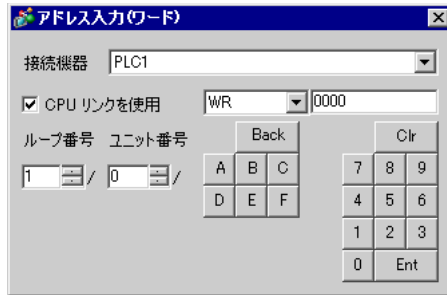 アドレス入力(ワード)
接続機器 PLC1
CPU リンクを使用 WR 0000
ループ番号 ユニット番号 Back Clr
1 / 0 / A B C 7 8 9
D E F 4 5 6
1 2 3
0 Ent